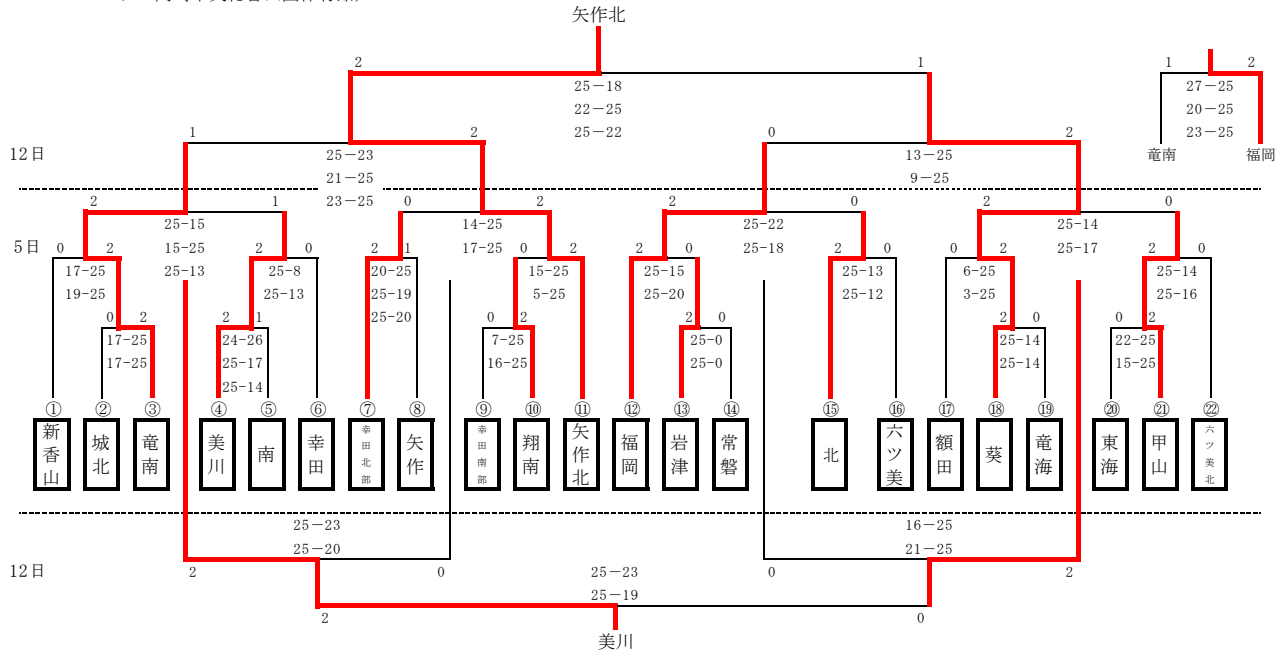 矢作北
2 1 1 2
25－18 27－25
22－25 20－25
25－22 23－25
1 2 0 2
12日 25－23 13－25 竜南 福岡
21－25 9－25
23－25
2 1 0 2 2 0 2 0
25-15 14-25 25-22 25-14
5日 0 2 15-25 2 0 2 1 17-25 0 2 2 0 25-18 2 0 0 2 25-17 2 0
17-25 25-13 25-8 20-25 15-25 25-15 25-13 6-25 25-14
19-25 25-13 25-19 5-25 25-20 25-12 3-25 25-16
0 2 2 1 25-20 0 2 2 0 2 0 0 2
17-25 24-26 7-25 25-0 25-14 22-25
17-25 25-17 16-25 25-0 25-14 15-25
25-14
① ② ③ ④ ⑤ ⑥ ⑦ ⑧ ⑨ ⑩ ⑪ ⑫ ⑬ ⑭ ⑮ ⑯ ⑰ ⑱ ⑲ ⑳ ㉑ ㉒
新香山 城北 竜南 美川 南 幸田 幸田北部 矢作 幸田南部 翔南 矢作北 福岡 岩津 常磐 北 六ツ美 額田 葵 竜海 東海 甲山 六ツ美北
25－23 16－25
25－20 21－25
12日 2 0 25－23 0 2
25－19
2 0
美川